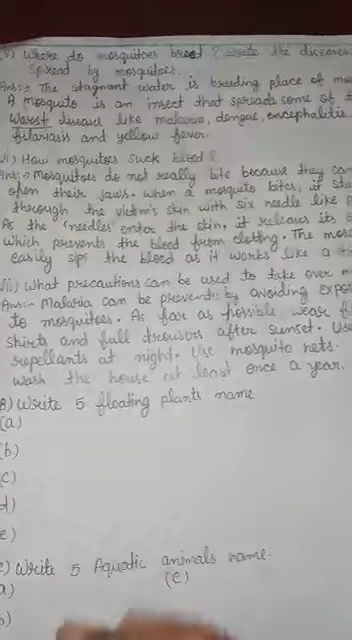 v) Where do mosquitoes breed? write the diseases
spread by mosquitoes.
Ans:- The stagnant water is breeding place of
A mosquito is an insect that spreads some of
worst diseases like malaria, dengue, encephalitis
filariasis and yellow fever.
vi) How mosquitoes suck blood?
Ans:- Mosquitoes do not really bite because they
open their jaws. when a mosquito bites, it
through the victim's skin with six needle like
As the 'needles' enter the skin, it releases its
which prevents the blood from clotting. The
easily sips the blood as it works like a
vii) What precautions can be used to take over
Ans:- Malaria can be prevent by avoiding
to mosquitoes. As far as possible wear
shirts and full trousers after sunset. Use
repellants at night. Use mosquito nets.
wash the house at least once a year.
B) Write 5 floating plants name
(a)
(b)
(c)
(d)
(e)
Write 5 Aquatic animals name.
a) (e)
b)